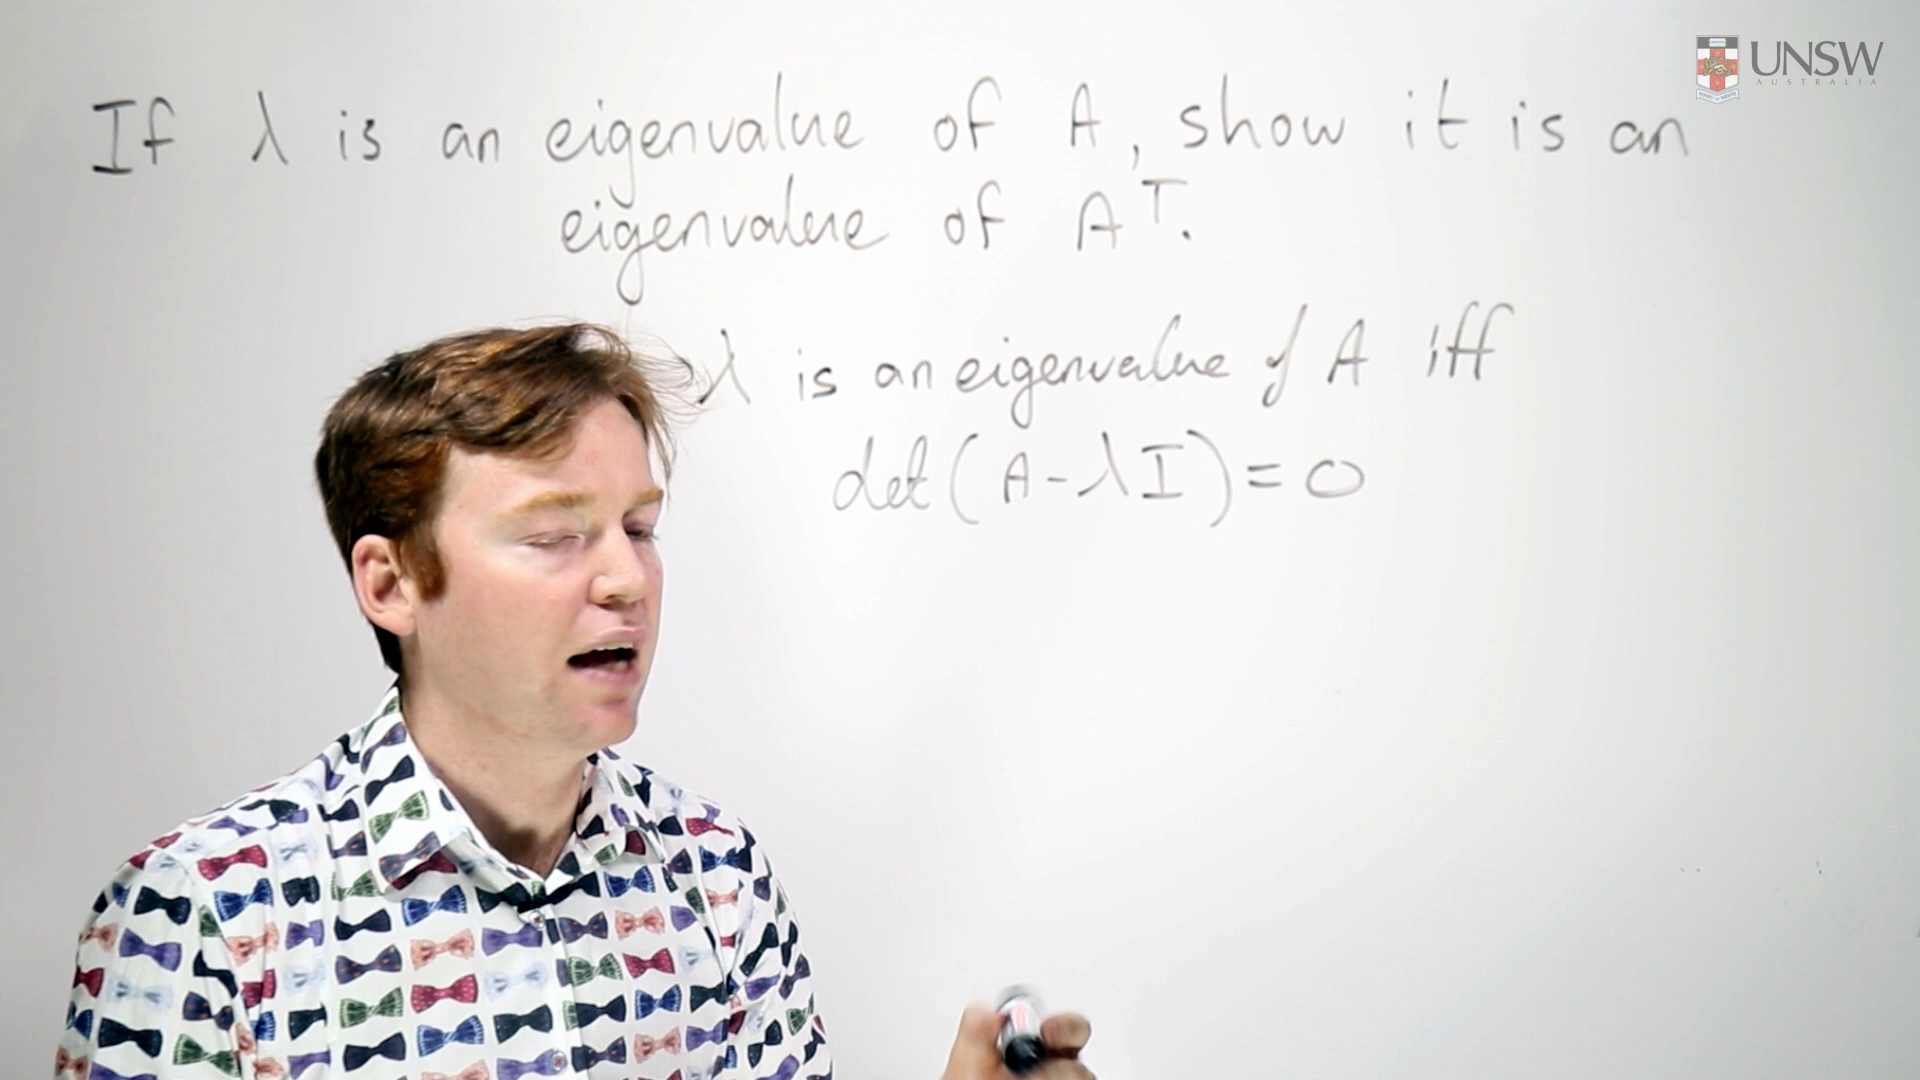 UNSW
AUSTRALIA
If λ is an eigenvalue of A, show it is an
eigenvalue of Aᵀ.
λ is an eigenvalue of A iff
det(A-λI)=0